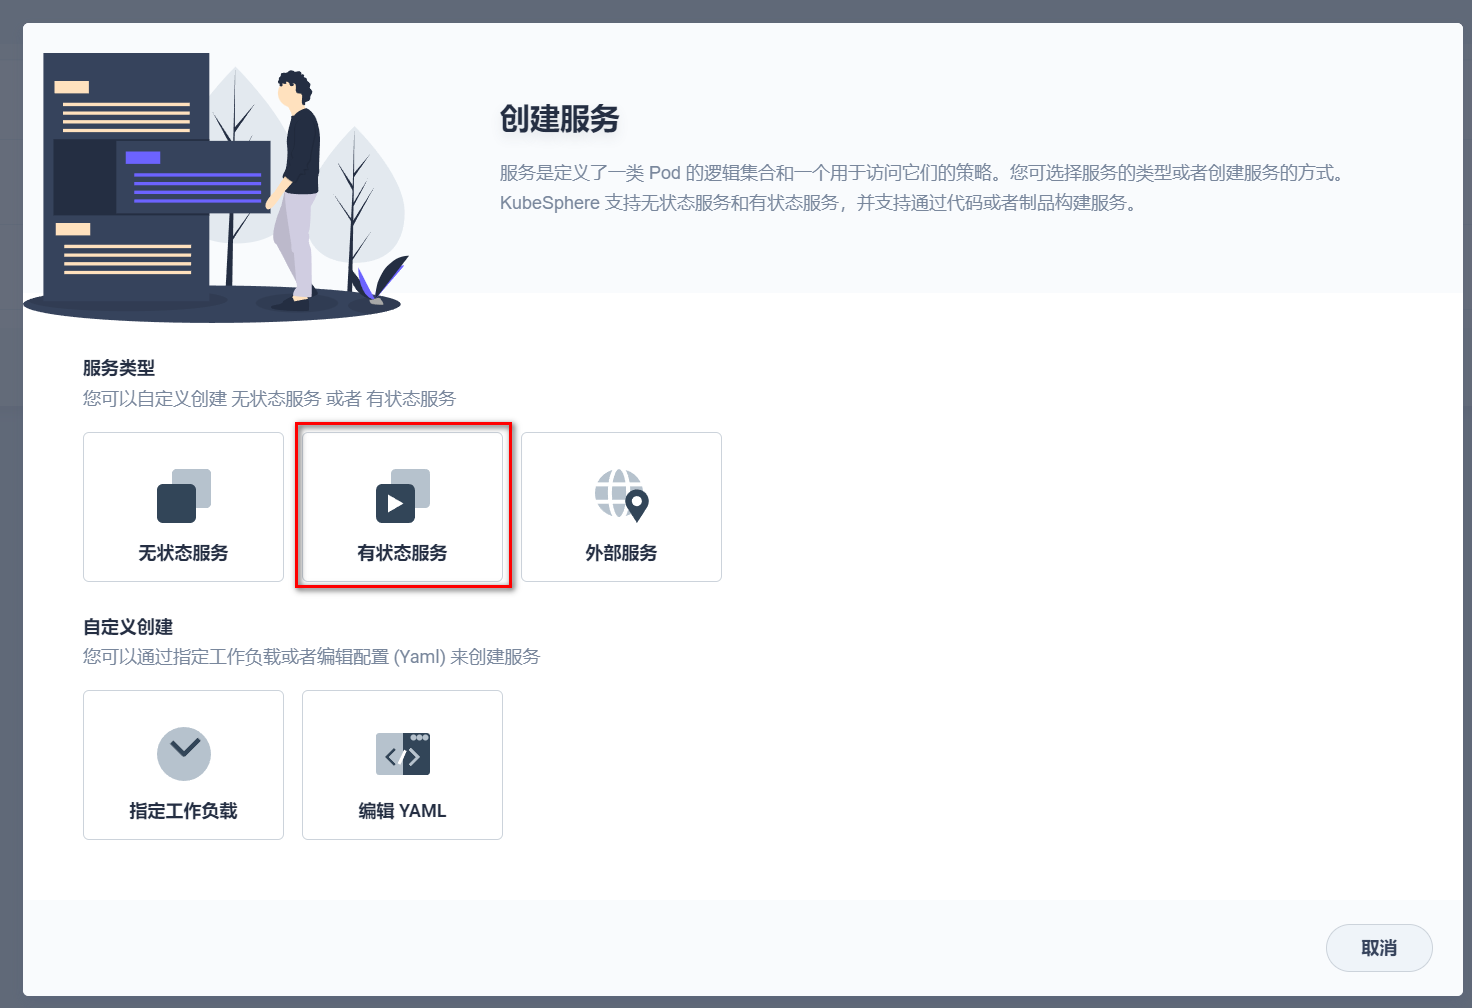 创建服务
服务是定义了一类 Pod 的逻辑集合和一个用于访问它们的策略。您可选择服务的类型或者创建服务的方式。
KubeSphere 支持无状态服务和有状态服务，并支持通过代码或者制品构建服务。
服务类型
您可以自定义创建 无状态服务 或者 有状态服务
无状态服务
有状态服务
外部服务
自定义创建
您可以通过指定工作负载或者编辑配置 (Yaml) 来创建服务
指定工作负载
编辑 YAML
取消